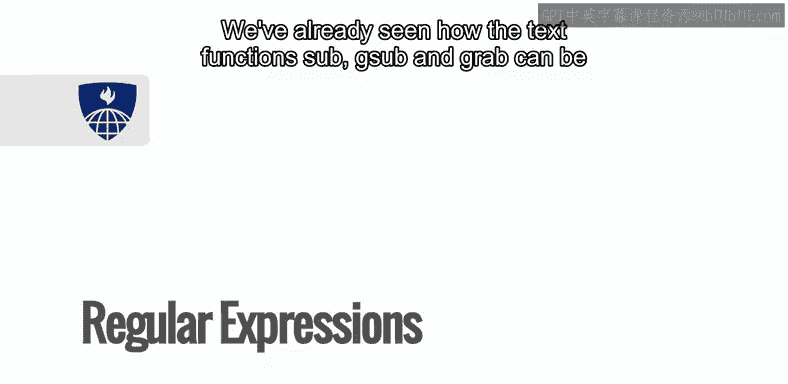 We've already seen how the text
functions sub, gsub and grab can be
Regular Expressions